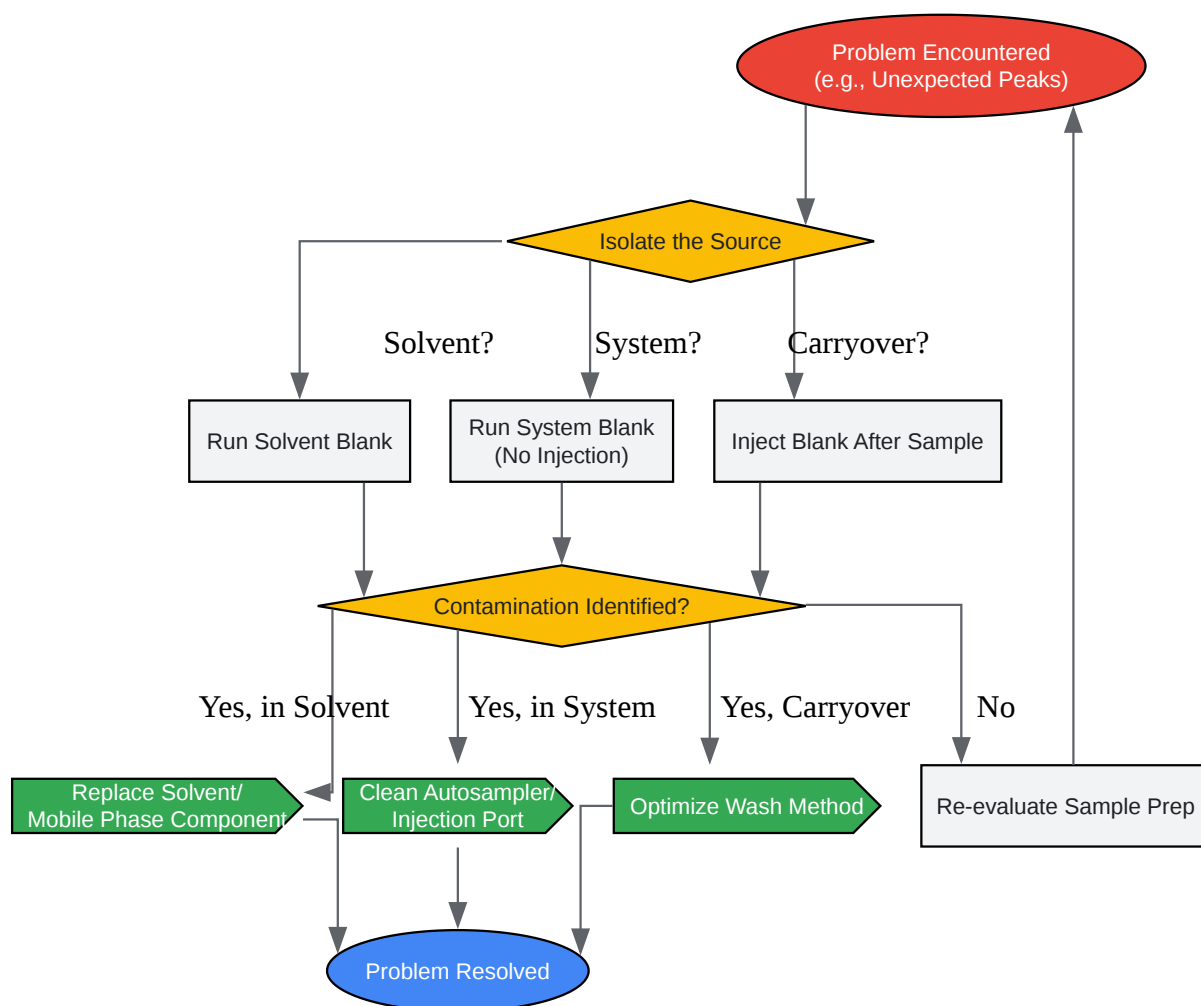 Problem Encountered
(e.g., Unexpected Peaks)
Isolate the Source
Solvent?
System?
Carryover?
Run Solvent Blank
Run System Blank
(No Injection)
Inject Blank After Sample
Contamination Identified?
Yes, in Solvent
Yes, in System
Yes, Carryover
No
Replace Solvent/
Mobile Phase Component
Clean Autosampler/
Injection Port
Optimize Wash Method
Re-evaluate Sample Prep
Problem Resolved